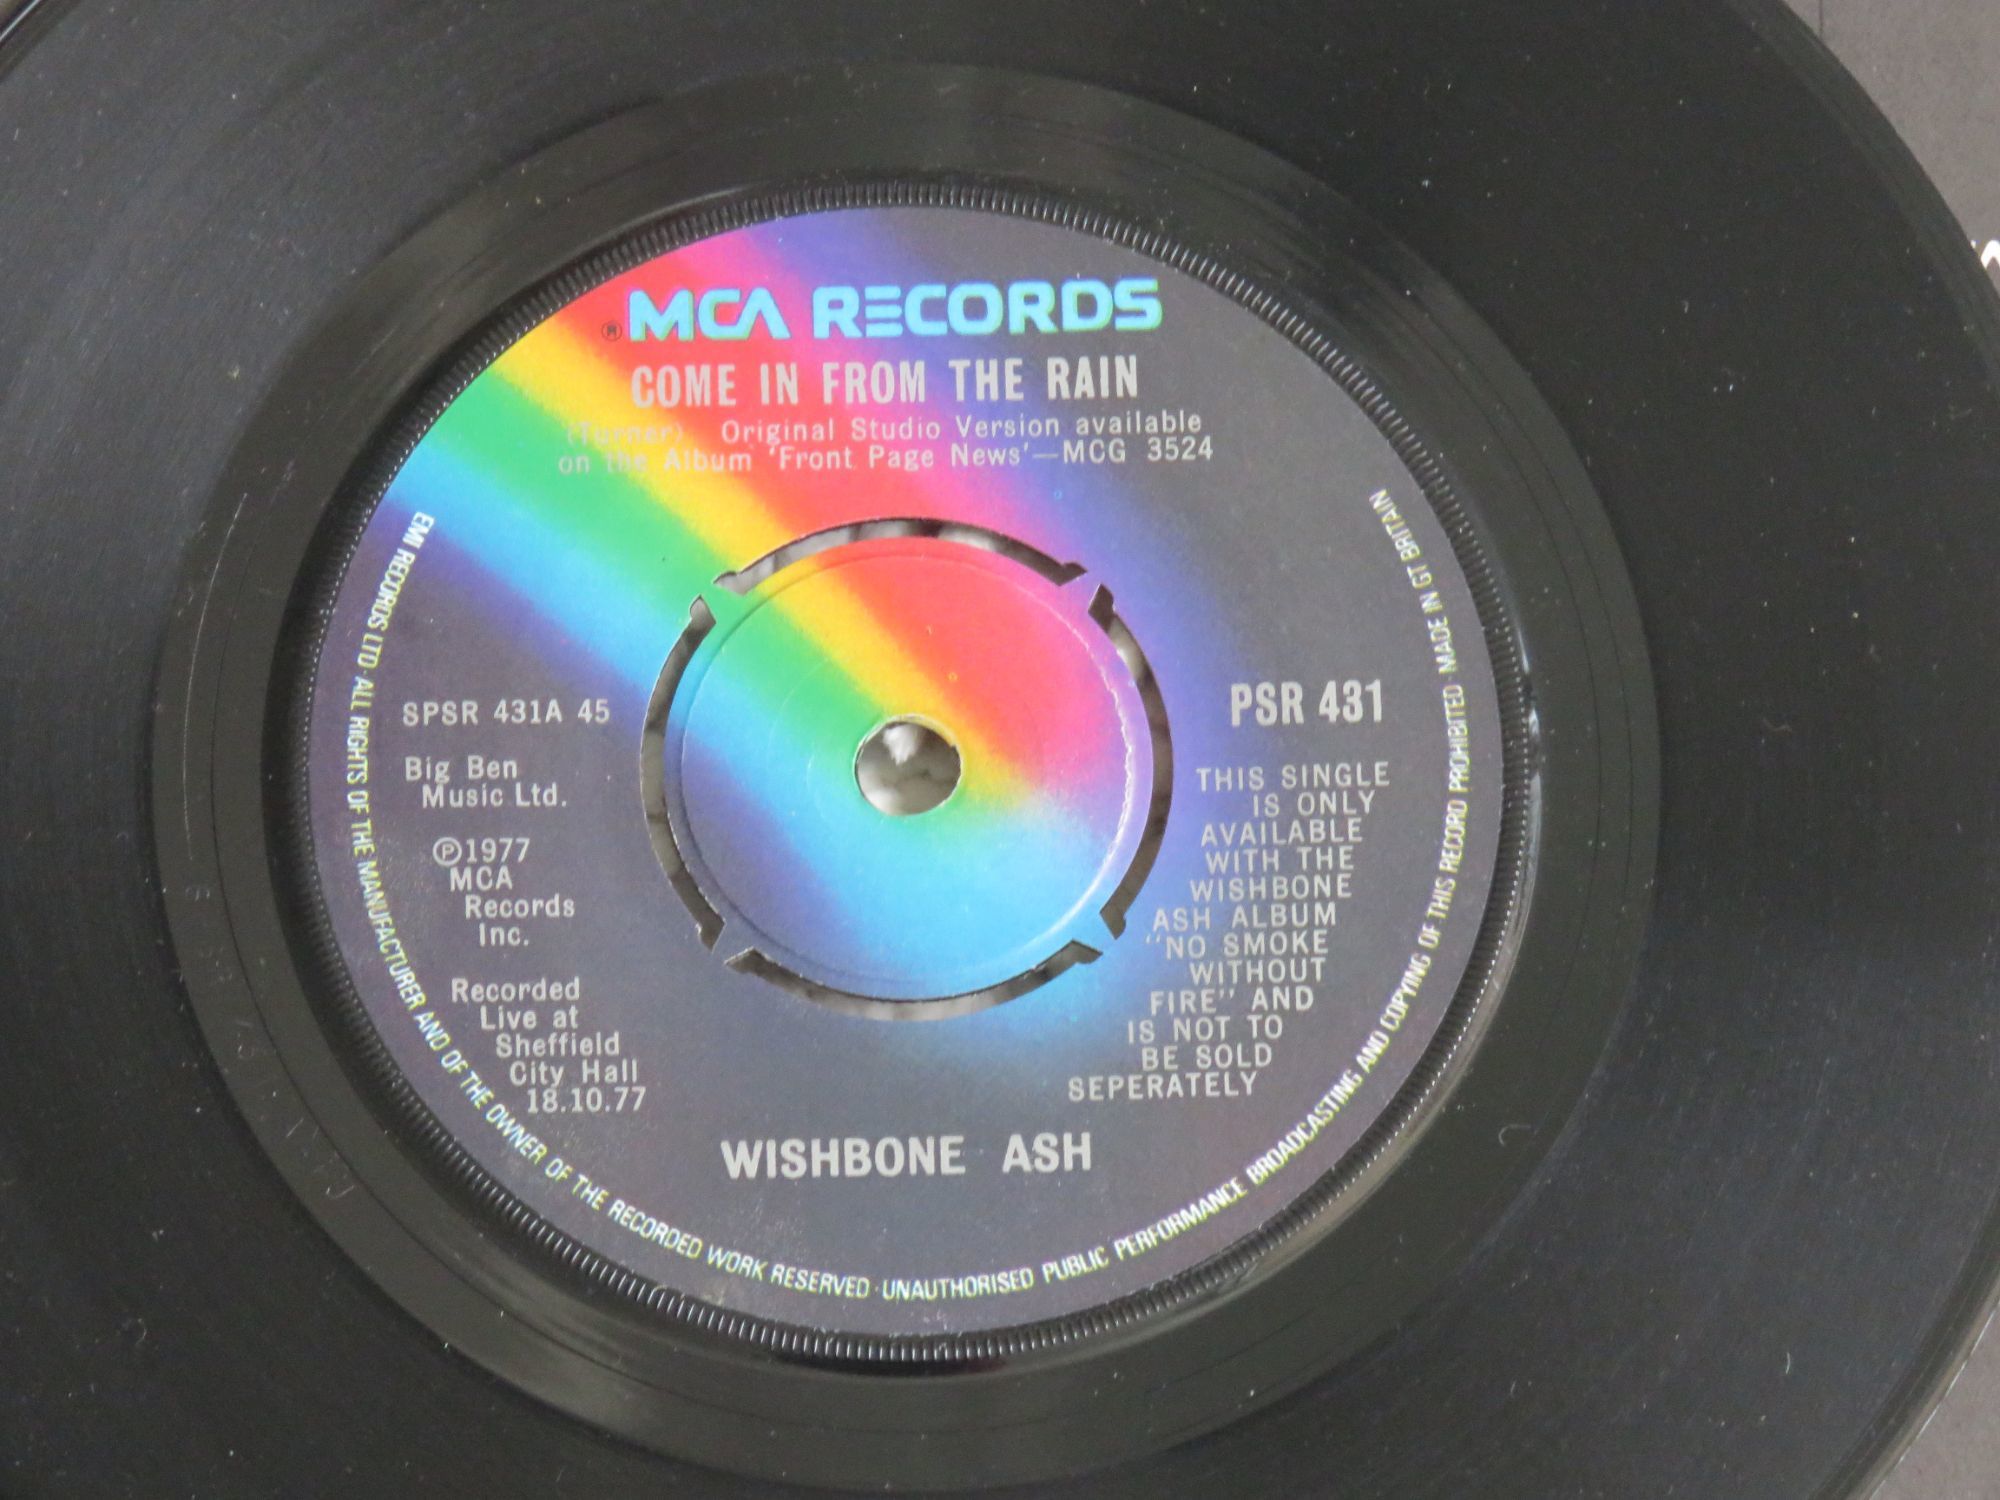 ® MCA RECORDS
COME IN FROM THE RAIN
(Turner) Original Studio Version available
on the Album 'Front Page News'—MCG 3524
SPSR 431A 45
Big Ben
Music Ltd.
Ⓟ1977
MCA
Records
Inc.
Recorded
Live at
Sheffield
City Hall
18.10.77
PSR 431
THIS SINGLE
IS ONLY
AVAILABLE
WITH THE
WISHBONE
ASH ALBUM
"NO SMOKE
WITHOUT
FIRE" AND
IS NOT TO
BE SOLD
SEPERATELY
WISHBONE ASH
EMI RECORDS LTD · ALL RIGHTS OF THE MANUFACTURER AND OF THE OWNER OF THE RECORDED WORK RESERVED · UNAUTHORISED PUBLIC PERFORMANCE BROADCASTING AND COPYING OF THIS RECORD PROHIBITED · MADE IN GT BRITAIN